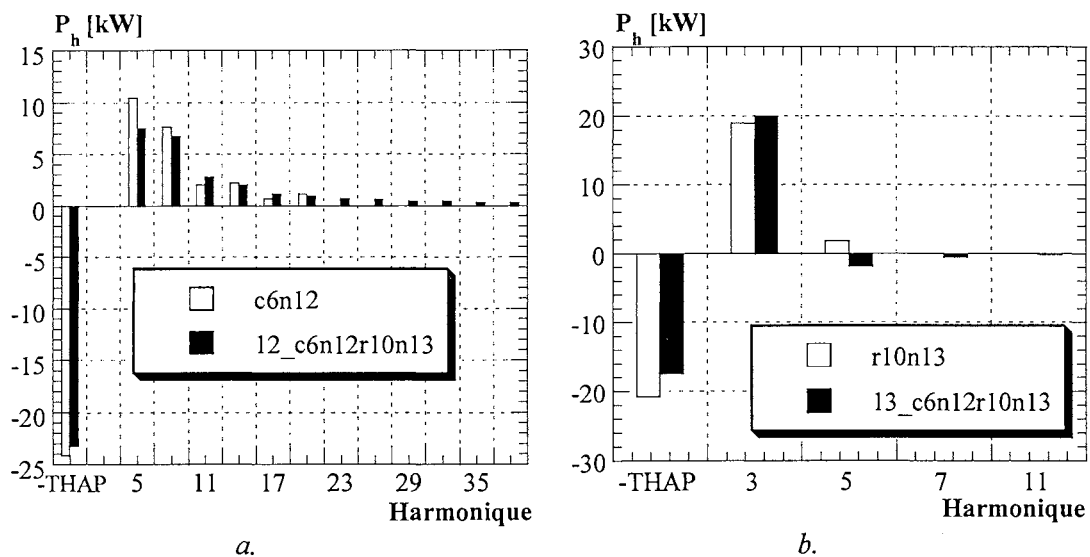 P_h [kW]
15
10
5
0
-5
-10
-15
-20
-25
c6n12
12_c6n12r10n13
-THAP 5 11 17 23 29 35
Harmonique
a.
P_h [kW]
30
20
10
0
-10
-20
-30
r10n13
13_c6n12r10n13
-THAP 3 5 7 11
Harmonique
b.